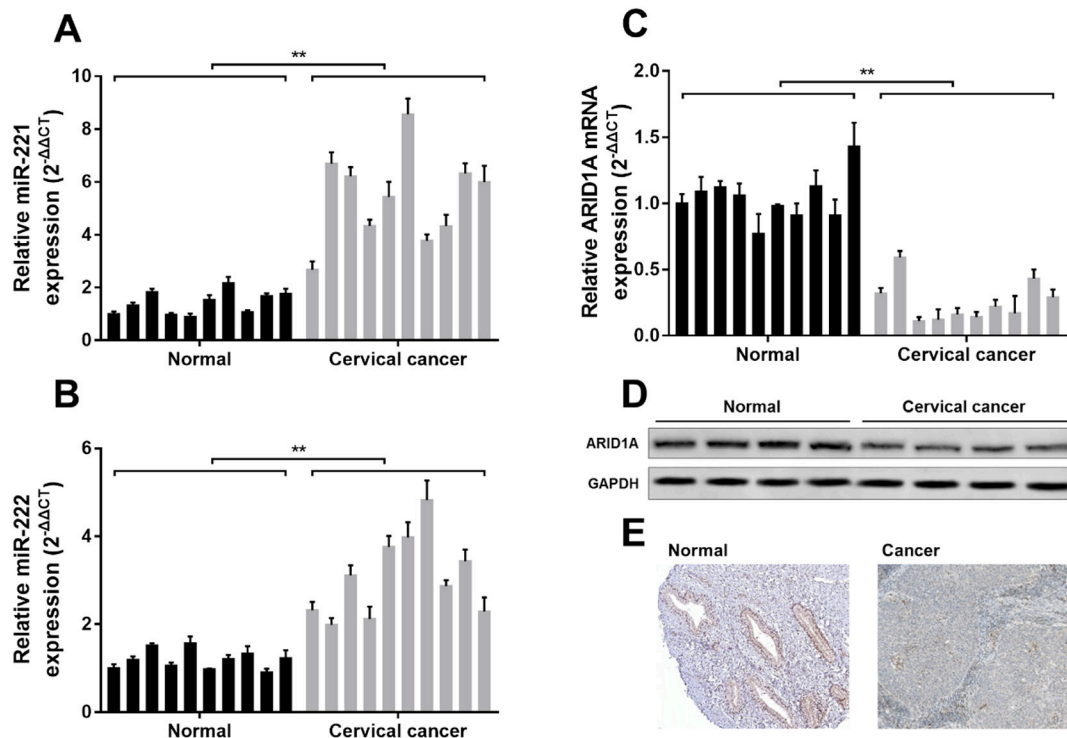 A
**
Relative miR-221
expression (2-ΔΔCT)
10
8
6
4
2
0
Normal Cervical cancer
B
**
Relative miR-222
expression (2-ΔΔCT)
6
4
2
0
Normal Cervical cancer
C
**
Relative ARID1A mRNA
expression (2-ΔΔCT)
2.0
1.5
1.0
0.5
0.0
Normal Cervical cancer
D
Normal Cervical cancer
ARID1A
GAPDH
E
Normal Cancer